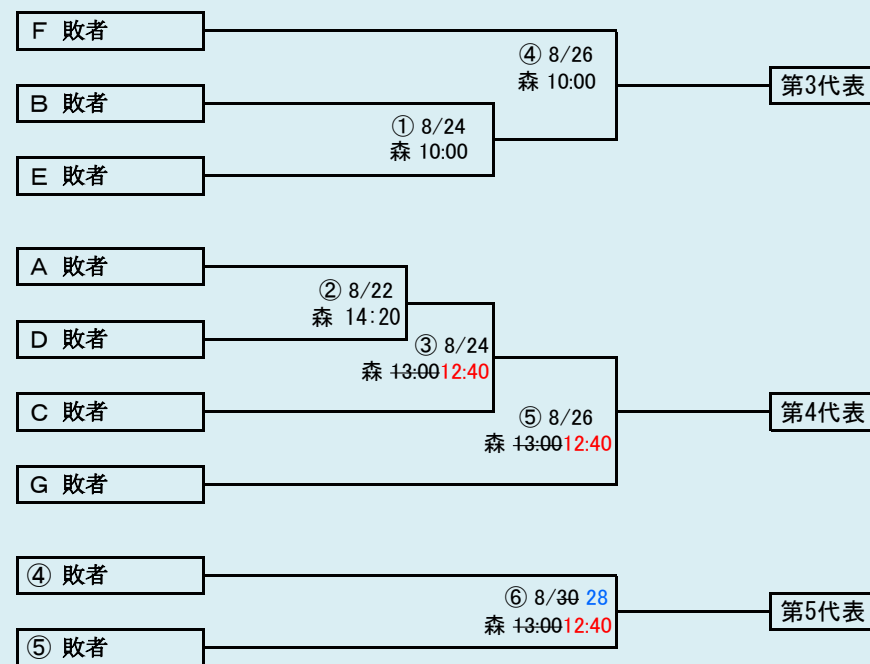 F 敗者
④ 8/26
森 10:00
第3代表
B 敗者
① 8/24
森 10:00
E 敗者
A 敗者
② 8/22
森 14:20
D 敗者
③ 8/24
森 13:0012:40
C 敗者
⑤ 8/26
森 13:0012:40
第4代表
G 敗者
④ 敗者
⑥ 8/30 28
森 13:0012:40
第5代表
⑤ 敗者